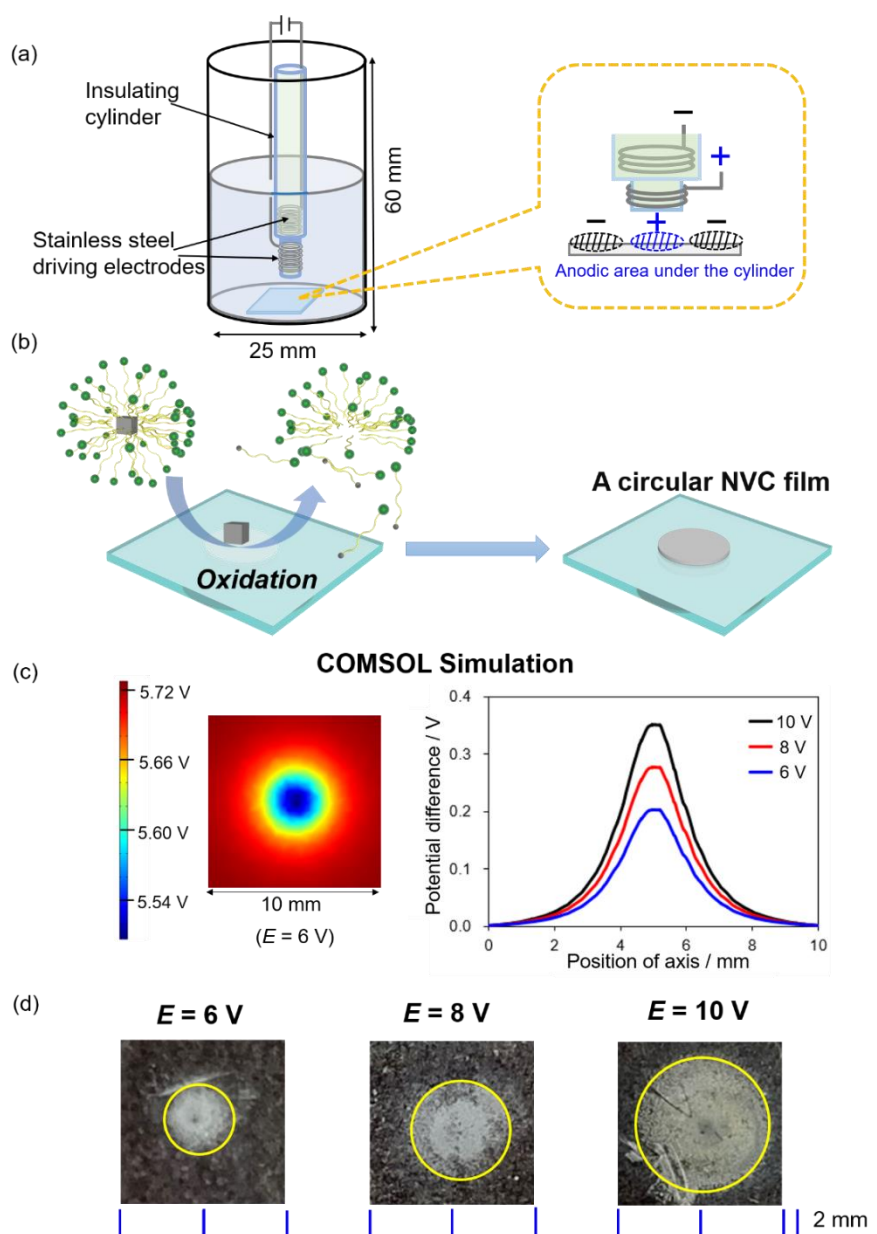 (a)
Insulating
cylinder
Stainless steel
driving electrodes
60 mm
25 mm
−
+
− + −
Anodic area under the cylinder
(b)
Oxidation
A circular NVC film
(c)
COMSOL Simulation
5.72 V
5.66 V
5.60 V
5.54 V
10 mm
(E = 6 V)
Potential difference / V
0.4
0.3
0.2
0.1
0.0
10 V
8 V
6 V
0 2 4 6 8 10
Position of axis / mm
(d)
E = 6 V
E = 8 V
E = 10 V
2 mm